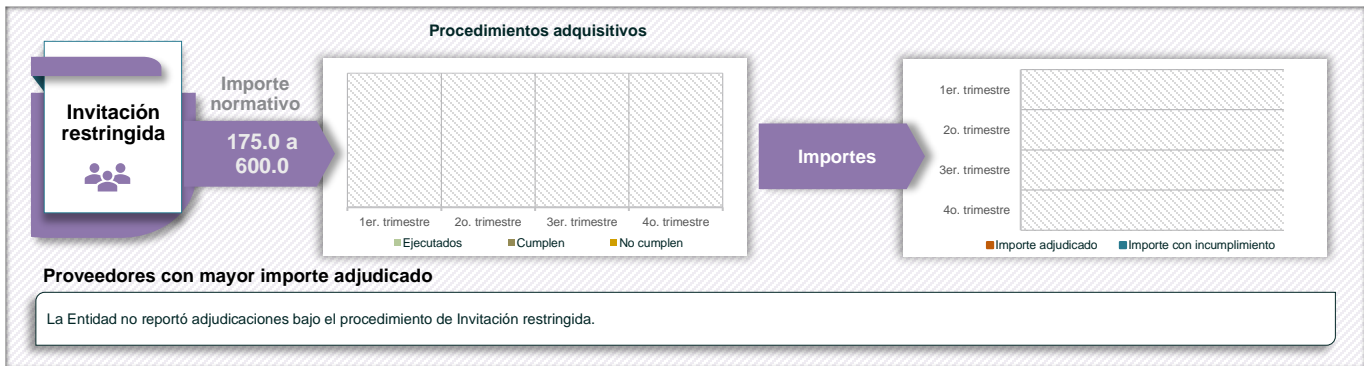 Procedimientos adquisitivos
Invitación
restringida
Importe
normativo
175.0 a
600.0
1er. trimestre 2o. trimestre 3er. trimestre 4o. trimestre
Ejecutados Cumplen No cumplen
Importes
1er. trimestre
2o. trimestre
3er. trimestre
4o. trimestre
Importe adjudicado Importe con incumplimiento
Proveedores con mayor importe adjudicado
La Entidad no reportó adjudicaciones bajo el procedimiento de Invitación restringida.